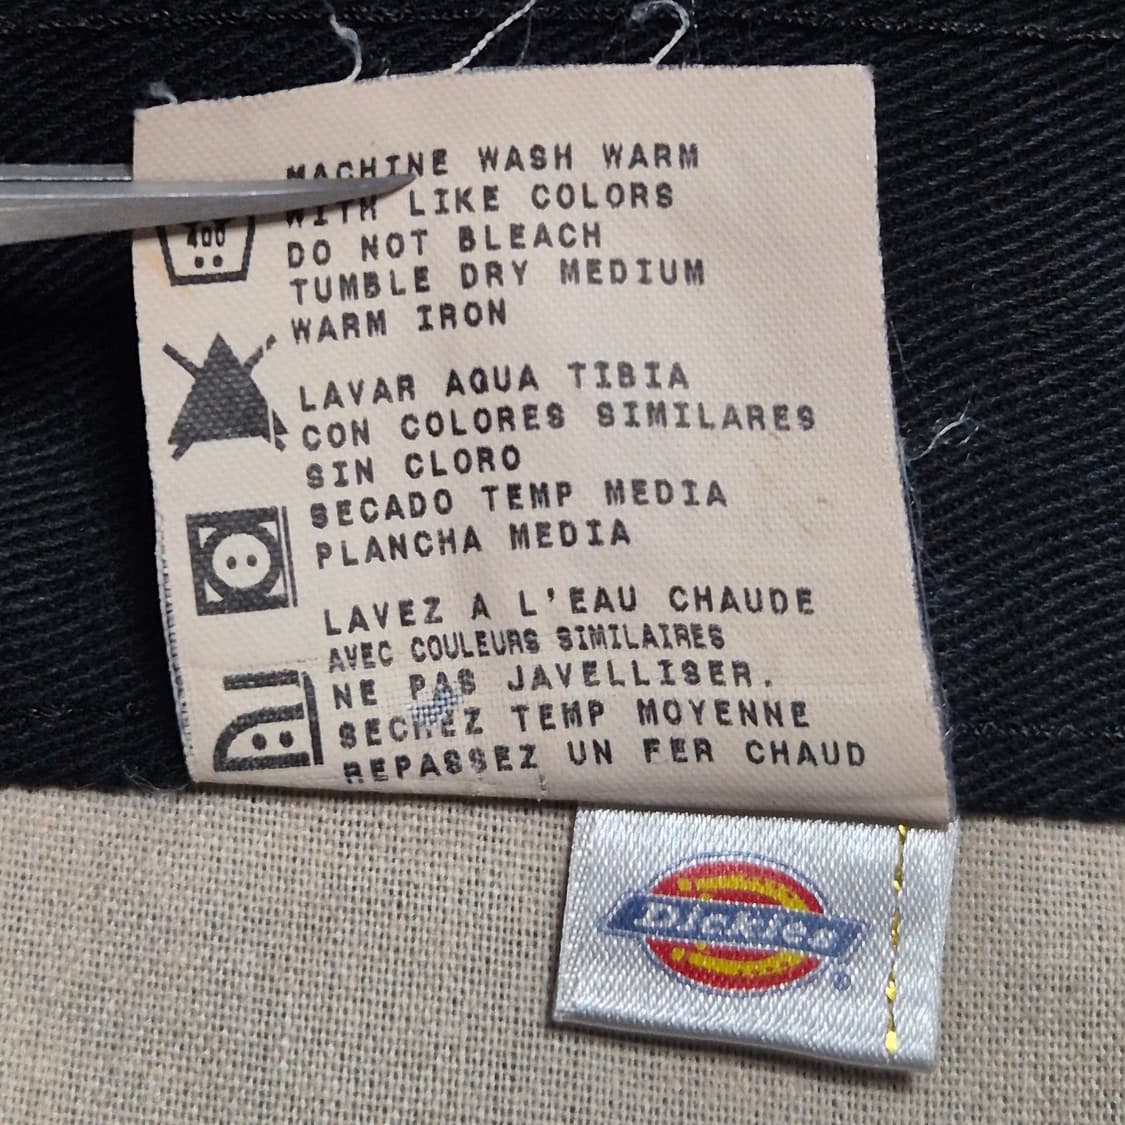 MACHINE WASH WARM
WITH LIKE COLORS
DO NOT BLEACH
TUMBLE DRY MEDIUM
WARM IRON
LAVAR AQUA TIBIA
CON COLORES SIMILARES
SIN CLORO
SECADO TEMP MEDIA
PLANCHA MEDIA
LAVEZ A L'EAU CHAUDE
AVEC COULEURS SIMILAIRES
NE PAS JAVELLISER.
SECHEZ TEMP MOYENNE
REPASSEZ UN FER CHAUD
Dickies®